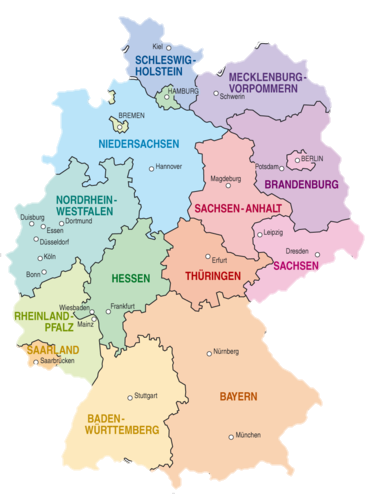 Kiel
SCHLESWIG-
HOLSTEIN
MECKLENBURG-
VORPOMMERN
HAMBURG
Schwerin
BREMEN
NIEDERSACHSEN
Hannover
BERLIN
Potsdam
BRANDENBURG
Magdeburg
SACHSEN-ANHALT
NORDRHEIN-
WESTFALEN
Duisburg
Dortmund
Essen
Düsseldorf
Köln
Bonn
Leipzig
Dresden
SACHSEN
Erfurt
THÜRINGEN
HESSEN
Wiesbaden
Frankfurt
Mainz
RHEINLAND-
PFALZ
SAARLAND
Saarbrücken
Nürnberg
Stuttgart
BAYERN
BADEN-
WÜRTTEMBERG
München